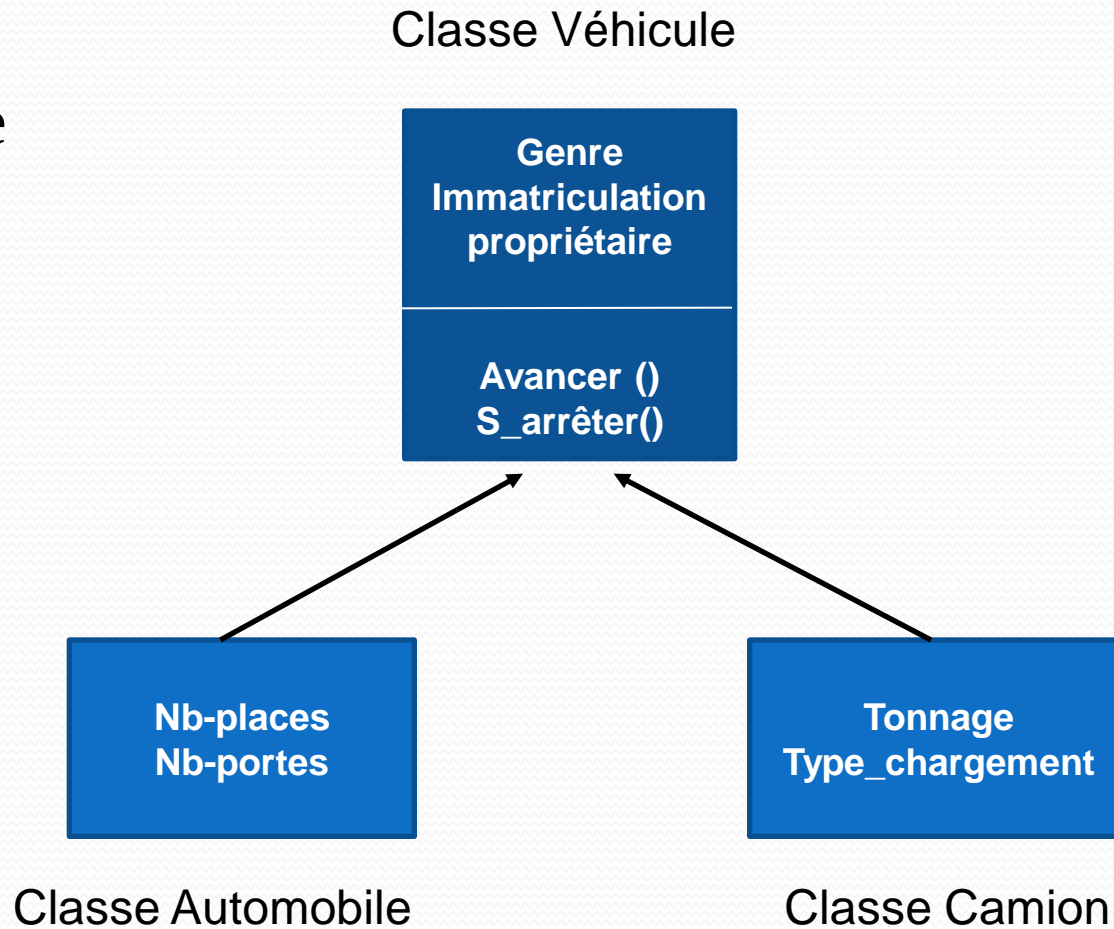 Classe Véhicule
e
Genre
Immatriculation
propriétaire
Avancer ()
S_arrêter()
Nb-places
Nb-portes
Tonnage
Type_chargement
Classe Automobile
Classe Camion